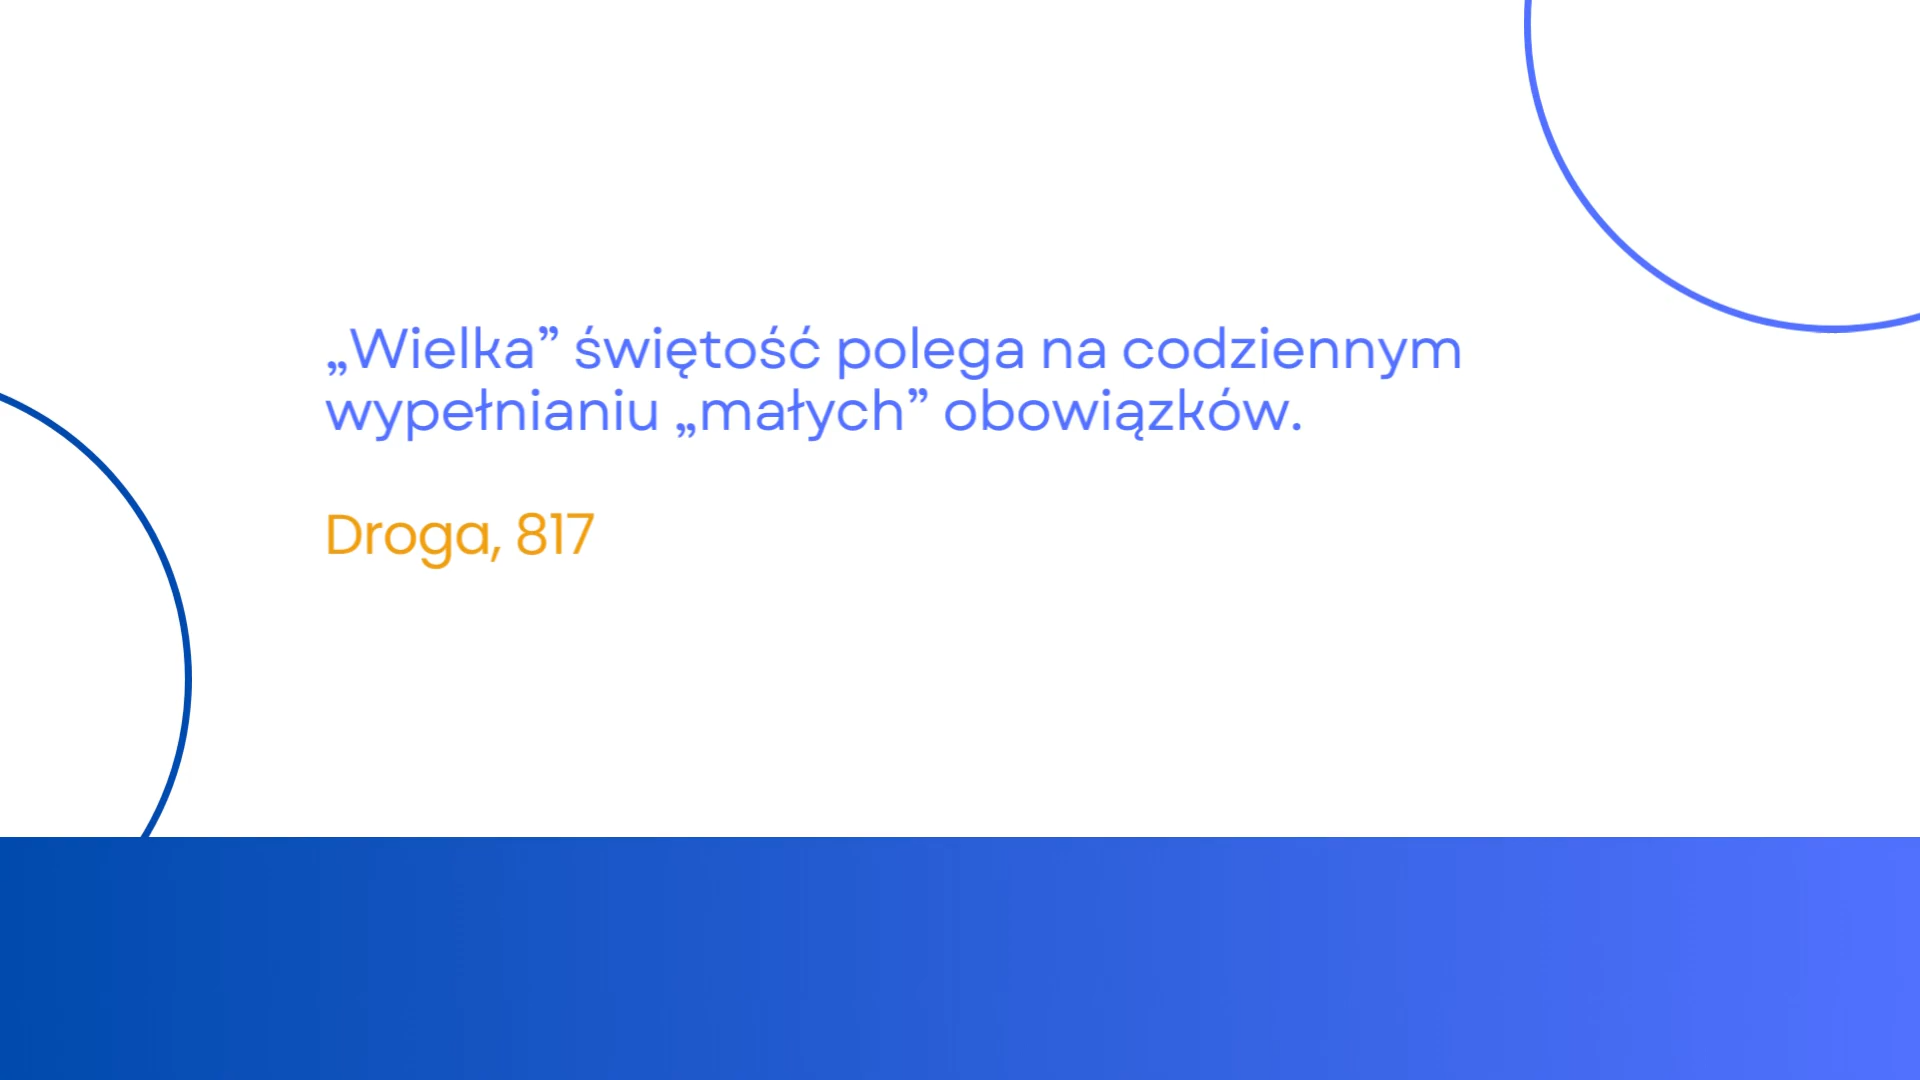 „Wielka” świętość polega na codziennym
wypełnianiu „małych” obowiązków.
Droga, 817